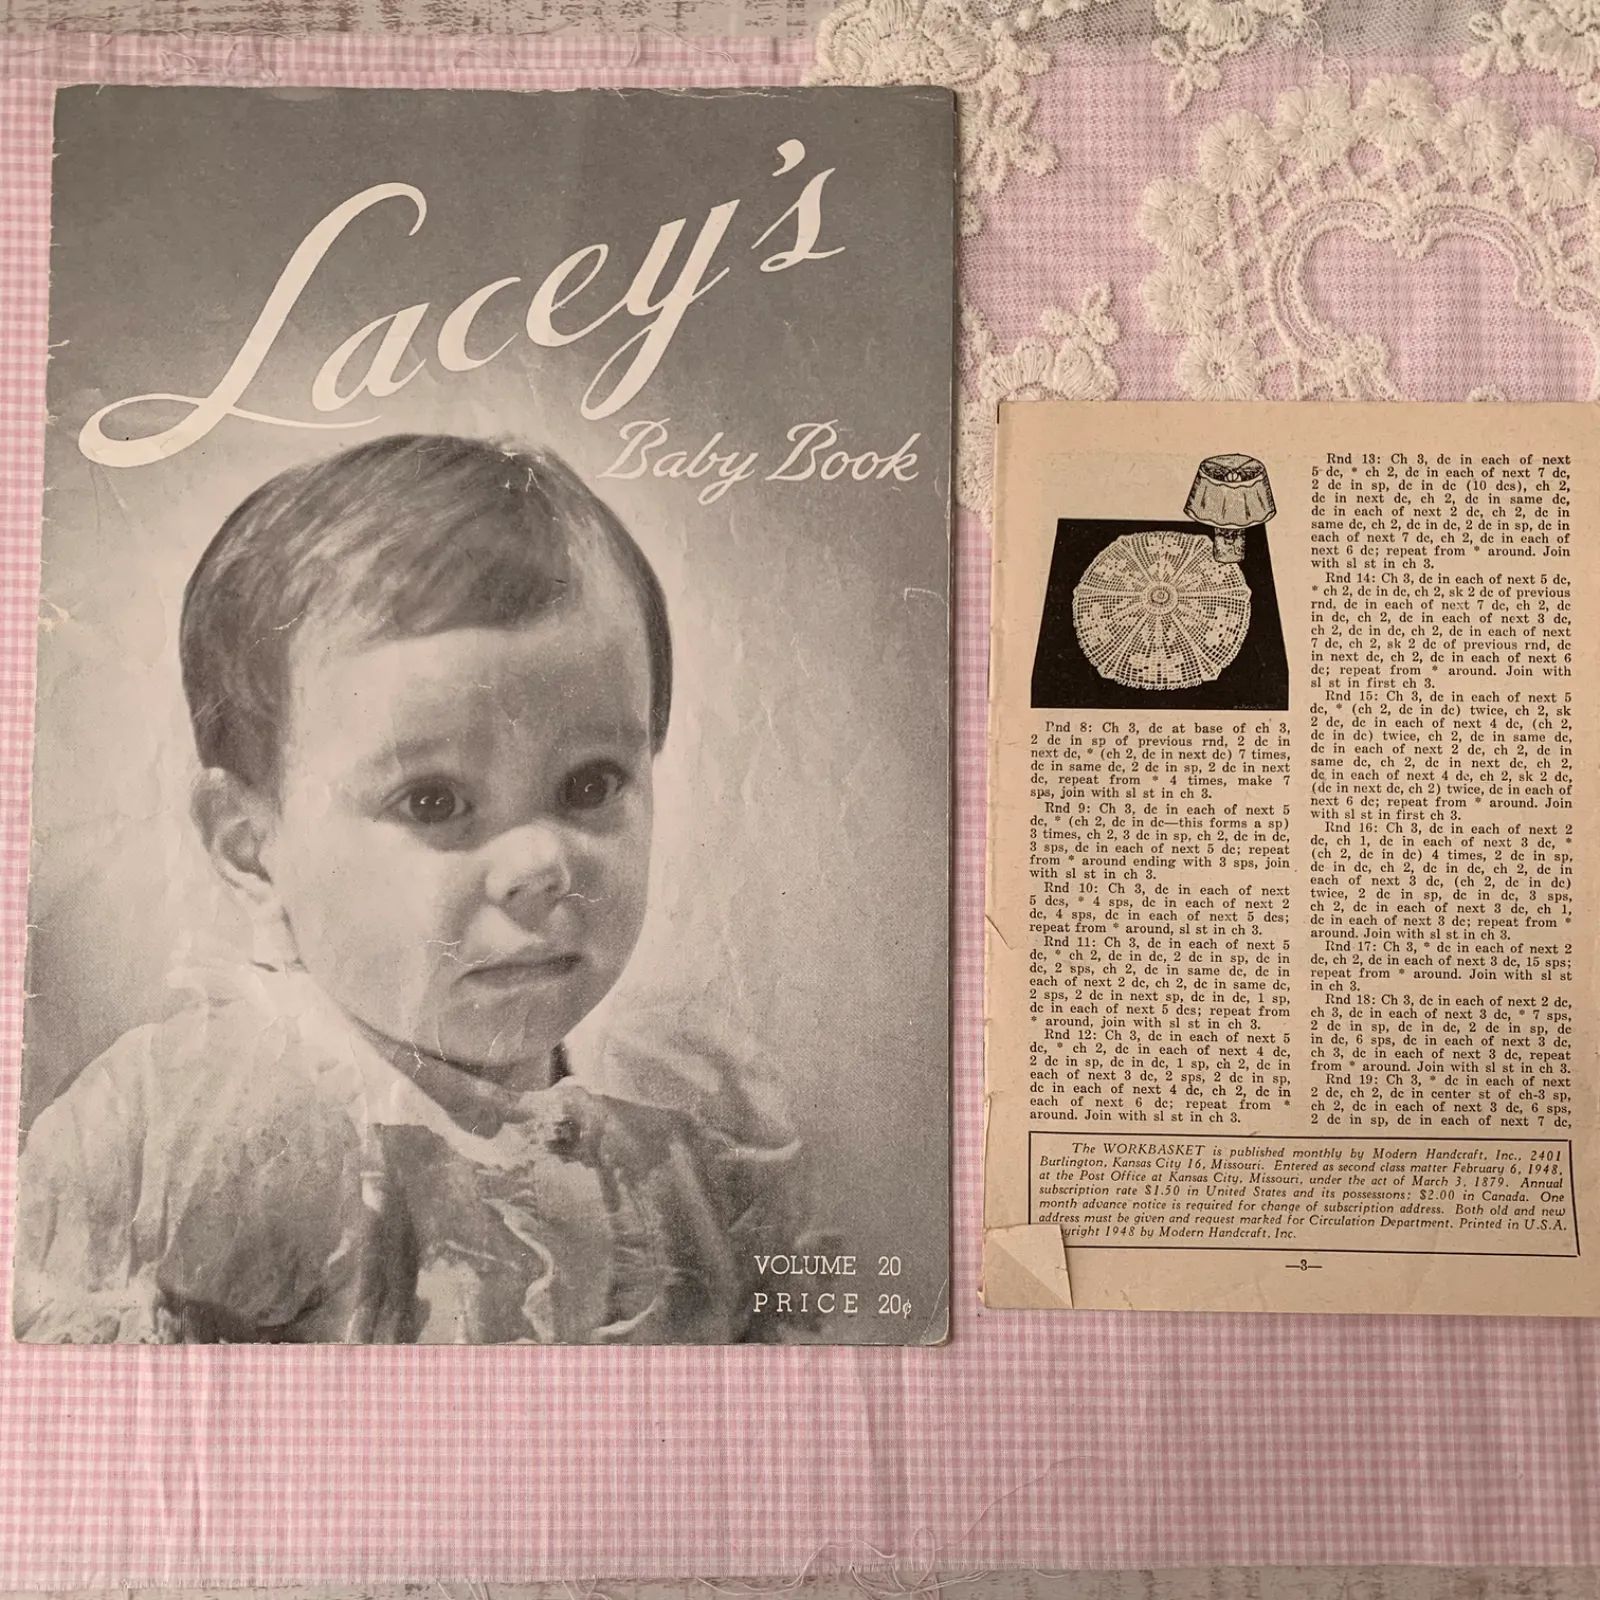 Lacey's
Baby Book
VOLUME 20
PRICE 20¢
Rnd 8: Ch 3, dc at base of ch 3,
2 dc in sp of previous rnd, 2 dc in
next dc, * (ch 2, dc in next dc) 7 times,
dc in same dc, 2 dc in sp, 2 dc in next
dc, repeat from * 4 times, make 7
sps, join with sl st in ch 3.
Rnd 9: Ch 3, dc in each of next 5
dc, * (ch 2, dc in dc—this forms a sp)
3 times, ch 2, 3 dc in sp, ch 2, dc in dc,
3 sps, dc in each of next 5 dc; repeat
from * around ending with 3 sps, join
with sl st in ch 3.
Rnd 10: Ch 3, dc in each of next
5 dcs, * 4 sps, dc in each of next 2
dc, 4 sps, dc in each of next 5 dcs;
repeat from * around, sl st in ch 3.
Rnd 11: Ch 3, dc in each of next 5
dc, * ch 2, dc in dc, 2 dc in sp, dc in
dc, 2 sps, ch 2, dc in same dc, dc in
each of next 2 dc, ch 2, dc in same dc,
2 sps, 2 dc in next sp, dc in dc, 1 sp,
dc in each of next 5 dcs; repeat from
* around, join with sl st in ch 3.
Rnd 12: Ch 3, dc in each of next 5
dc, * ch 2, dc in each of next 4 dc,
2 dc in sp, dc in dc, 1 sp, ch 2, dc in
each of next 3 dc, 2 sps, 2 dc in sp,
dc in each of next 4 dc, ch 2, dc in
each of next 6 dc; repeat from *
around. Join with sl st in ch 3.
Rnd 13: Ch 3, dc in each of next
5 dc, * ch 2, dc in each of next 7 dc,
2 dc in sp, dc in dc (10 dcs), ch 2,
dc in next dc, ch 2, dc in same dc,
dc in each of next 2 dc, ch 2, dc in
same dc, ch 2, dc in dc, 2 dc in sp, dc in
each of next 7 dc, ch 2, dc in each of
next 6 dc; repeat from * around. Join
with sl st in ch 3.
Rnd 14: Ch 3, dc in each of next 5 dc,
* ch 2, dc in dc, ch 2, sk 2 dc of previous
rnd, dc in each of next 7 dc, ch 2, dc
in dc, ch 2, dc in each of next 3 dc,
ch 2, dc in dc, ch 2, dc in each of next
7 dc, ch 2, sk 2 dc of previous rnd, dc
in next dc, ch 2, dc in each of next 6
dc; repeat from * around. Join with
sl st in first ch 3.
Rnd 15: Ch 3, dc in each of next 5
dc, * (ch 2, dc in dc) twice, ch 2, sk
2 dc, dc in each of next 4 dc, (ch 2,
dc in dc) twice, ch 2, dc in same dc,
dc in each of next 2 dc, ch 2, dc in
same dc, ch 2, dc in next dc, ch 2,
dc in each of next 4 dc, ch 2, sk 2 dc,
(dc in next dc, ch 2) twice, dc in each of
next 6 dc; repeat from * around. Join
with sl st in first ch 3.
Rnd 16: Ch 3, dc in each of next 2
dc, ch 1, dc in each of next 3 dc, *
(ch 2, dc in dc) 4 times, 2 dc in sp,
dc in dc, ch 2, dc in dc, ch 2, dc in
each of next 3 dc, (ch 2, dc in dc)
twice, 2 dc in sp, dc in dc, 3 sps,
ch 2, dc in each of next 3 dc, ch 1,
dc in each of next 3 dc; repeat from *
around. Join with sl st in ch 3.
Rnd 17: Ch 3, * dc in each of next 2
dc, ch 2, dc in each of next 3 dc, 15 sps;
repeat from * around. Join with sl st
in ch 3.
Rnd 18: Ch 3, dc in each of next 2 dc,
ch 3, dc in each of next 3 dc, * 7 sps,
2 dc in sp, dc in dc, 2 dc in sp, dc
in dc, 6 sps, dc in each of next 3 dc,
ch 3, dc in each of next 3 dc, repeat
from * around. Join with sl st in ch 3.
Rnd 19: Ch 3, * dc in each of next
2 dc, ch 2, dc in center st of ch-3 sp,
ch 2, dc in each of next 3 dc, 6 sps,
2 dc in sp, dc in each of next 7 dc,
The WORKBASKET is published monthly by Modern Handcraft, Inc., 2401
Burlington, Kansas City 16, Missouri. Entered as second class matter February 6, 1948,
at the Post Office at Kansas City, Missouri, under the act of March 3, 1879. Annual
subscription rate $1.50 in United States and its possessions; $2.00 in Canada. One
month advance notice is required for change of subscription address. Both old and new
address must be given and request marked for Circulation Department. Printed in U.S.A.
yright 1948 by Modern Handcraft, Inc.
—3—